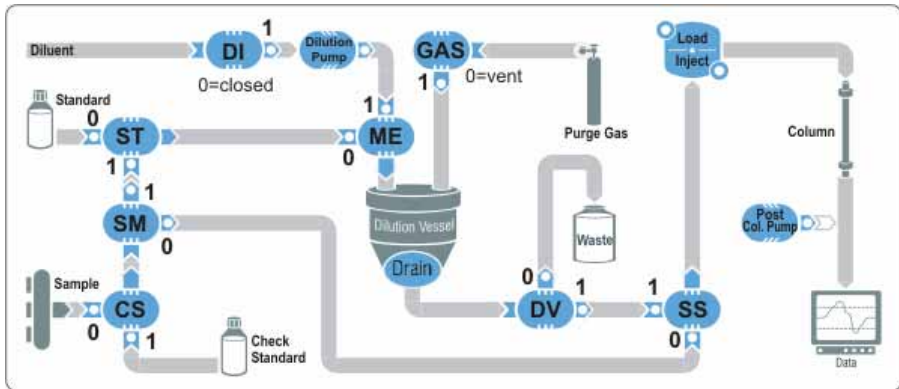 1
Diluent
DI
Dilution
Pump
GAS
Load
Inject
0=closed
1
0=vent
Standard
0
ST
1
0
ME
Purge Gas
Column
1
1
SM
0
Dilution Vessel
Waste
Post
Col. Pump
Drain
Sample
0
CS
1
Check
Standard
0
DV
1
1
SS
0
Data